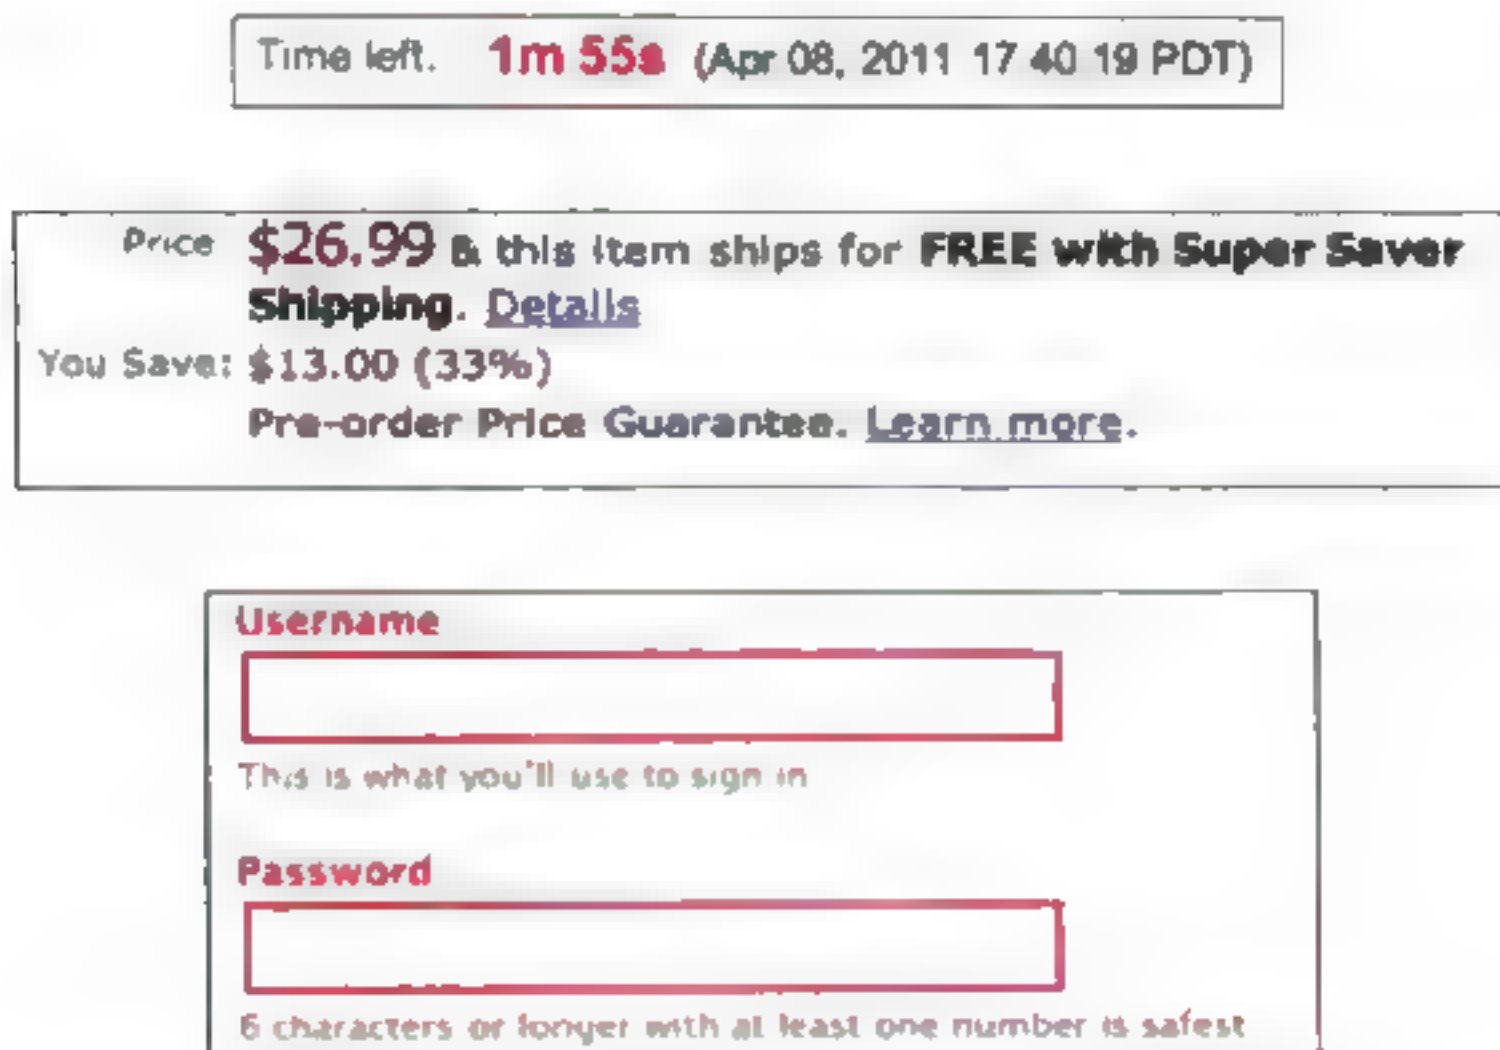 Time left. 1m 55s (Apr 08, 2011 17 40 19 PDT)
Price $26.99 & this item ships for FREE with Super Saver
Shipping. Details
You Save: $13.00 (33%)
Pre-order Price Guarantee. Learn more.
Username
This is what you'll use to sign in
Password
6 characters or longer with at least one number is safest